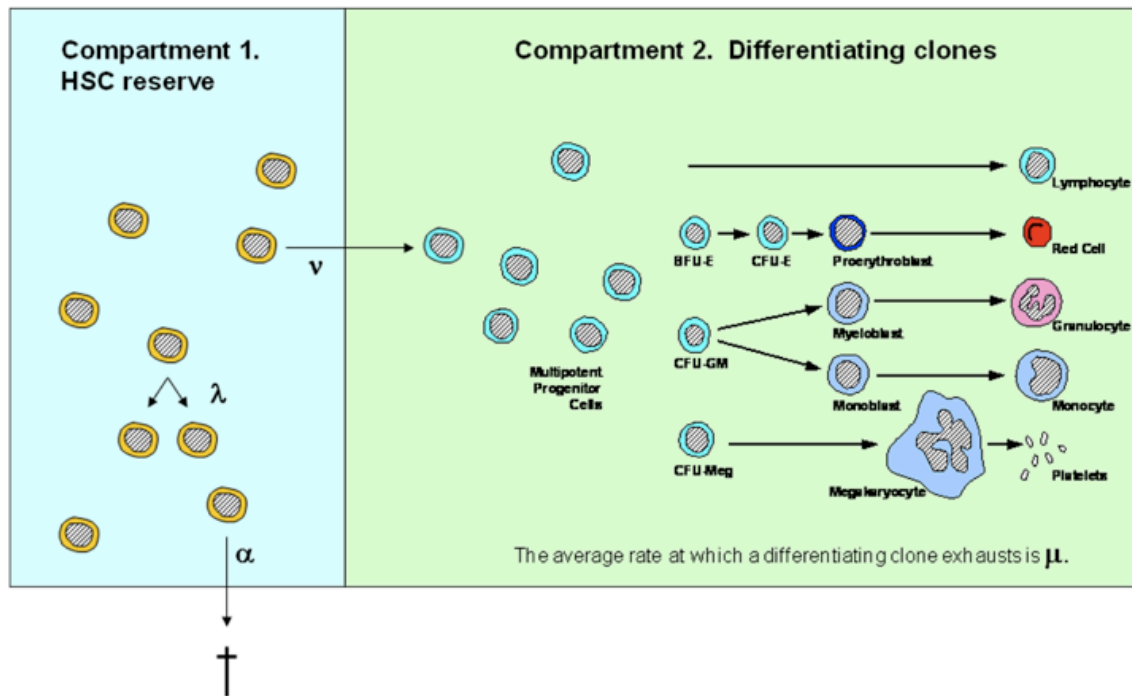 Compartment 1.
HSC reserve
Compartment 2. Differentiating clones
Lymphocyte
BFU-E
CFU-E
Proerythroblast
Red Cell
ν
Multipotent
Progenitor
Cells
CFU-GM
Myeloblast
Granulocyte
Monoblast
Monocyte
λ
CFU-Meg
Megakaryocyte
Platelets
α
The average rate at which a differentiating clone exhausts is μ.